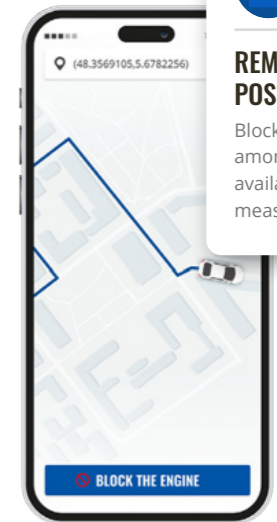 (48.3569105,5.6782256)
REM
POS
Block
amor
availa
meas
BLOCK THE ENGINE